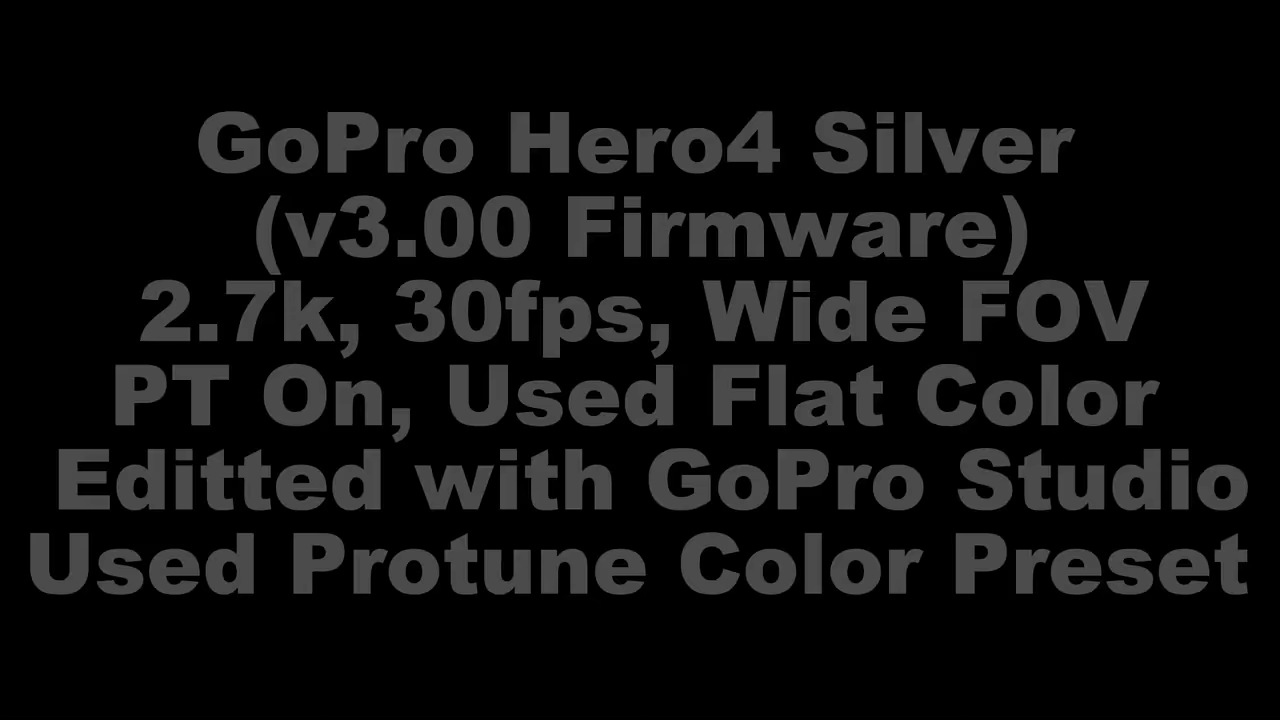 GoPro Hero4 Silver
(v3.00 Firmware)
2.7k, 30fps, Wide FOV
PT On, Used Flat Color
Editted with GoPro Studio
Used Protune Color Preset